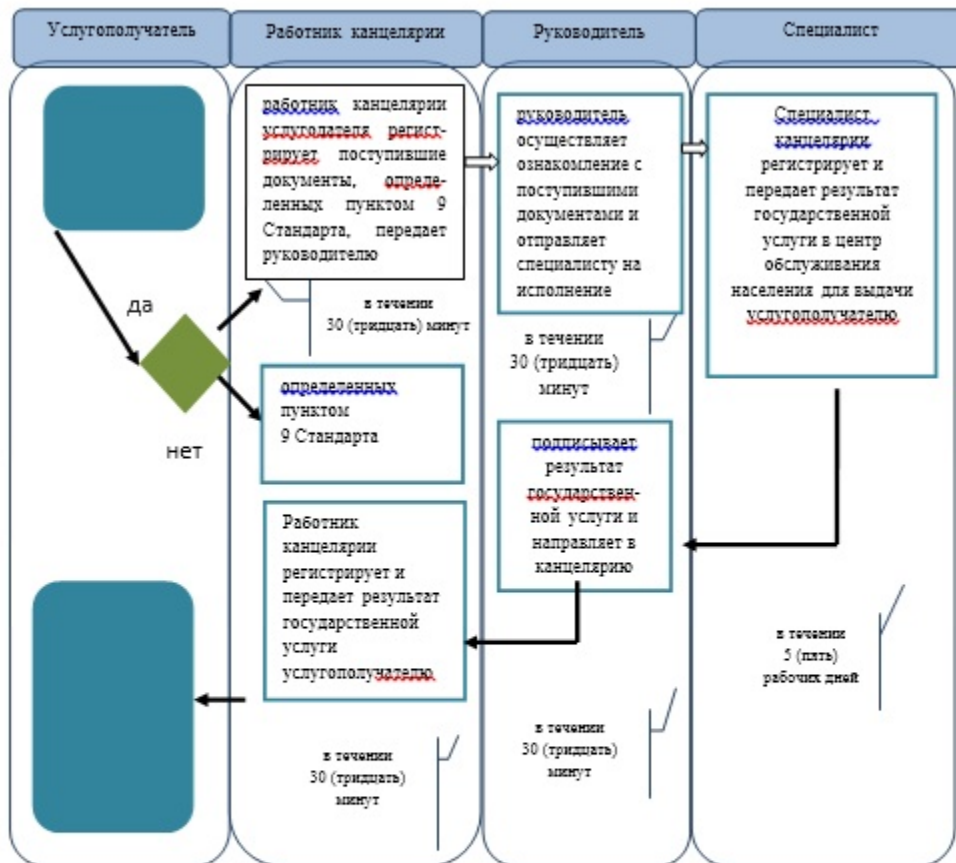 Услугополучатель
Работник канцелярии
Руководитель
Специалист
работник канцелярии
услугодателя регист-
рирует поступившие
документы, опреде-
ленных пунктом 9
Стандарта, передает
руководителю
в течении
30 (тридцать) минут
руководитель
осуществляет
ознакомление с
поступившими
документами и
отправляет
специалисту на
исполнение
в течении
30 (тридцать)
минут
Специалист
канцелярии
регистрирует и
передает результат
государственной
услуги в центр
обслуживания
населения для выдачи
услугополучателю
да
нет
определенных
пунктом
9 Стандарта
подписывает
результат
государствен-
ной услуги и
направляет в
канцелярию
Работник
канцелярии
регистрирует и
передает результат
государственной
услуги
услугополучателю
в течении
5 (пять)
рабочих дней
в течении
30 (тридцать)
минут
в течении
30 (тридцать)
минут